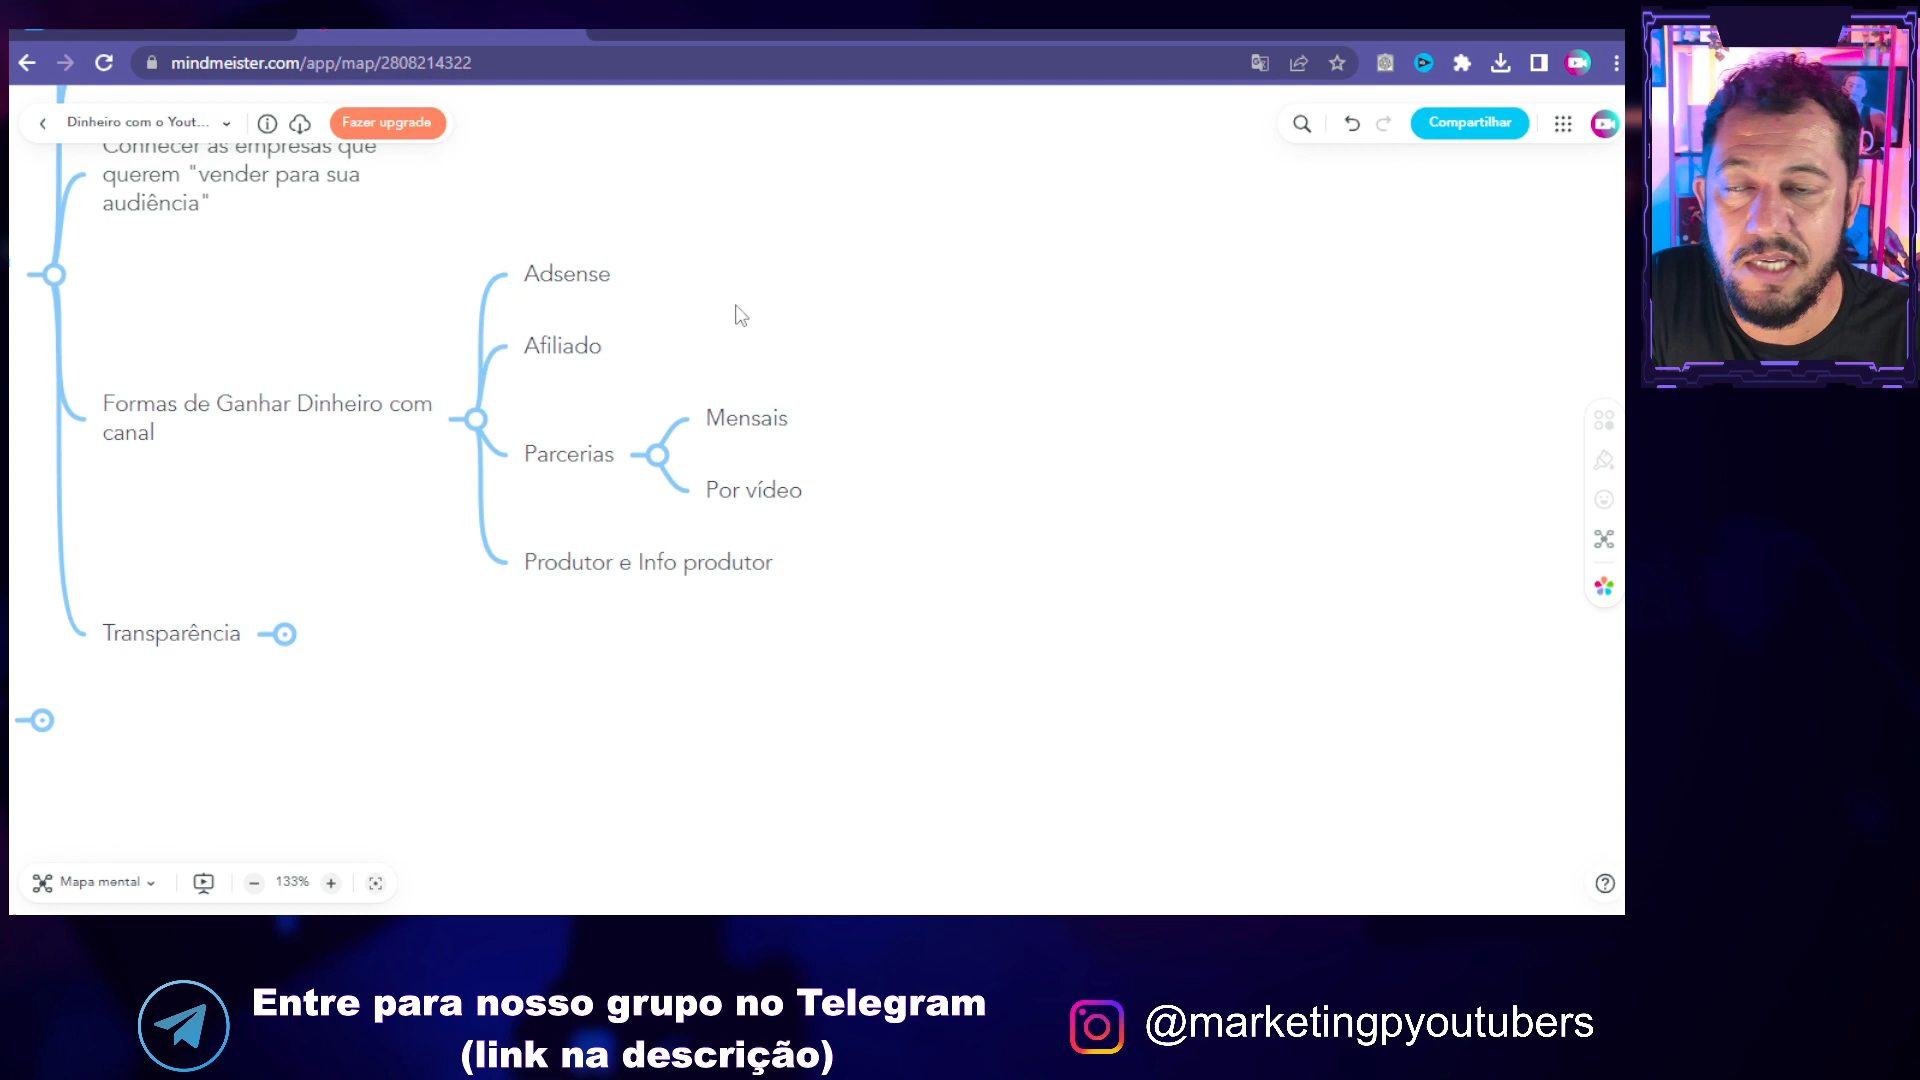 mindmeister.com/app/map/2808214322
Dinheiro com o Yout...
Fazer upgrade
Compartilhar
Conhecer as empresas que
querem "vender para sua
audiência"
Adsense
Afiliado
Formas de Ganhar Dinheiro com
canal
Mensais
Parcerias
Por vídeo
Produtor e Info produtor
Transparência
Mapa mental
133%
Entre para nosso grupo no Telegram
(link na descrição)
@marketingpyoutubers